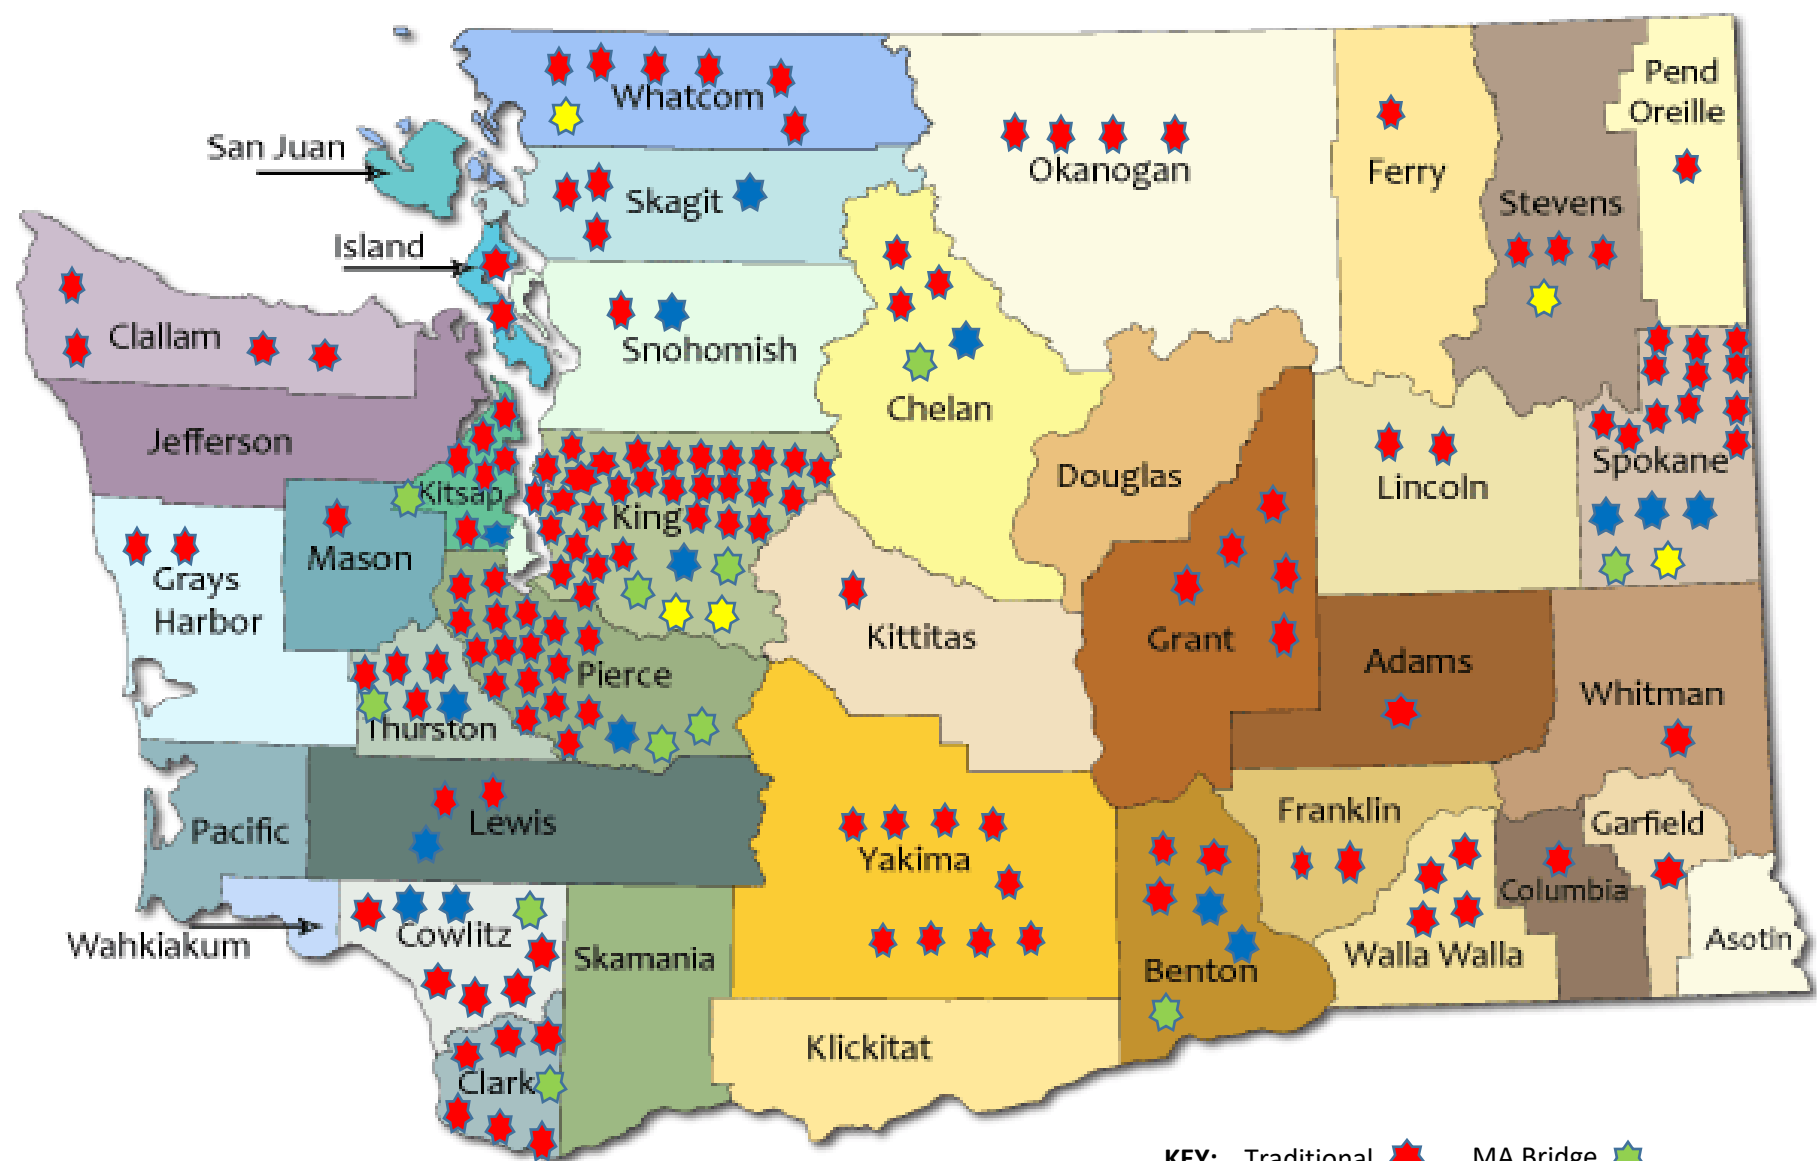 Whatcom
Pend
Oreille
San Juan
Okanogan
Ferry
Skagit
Stevens
Island
Clallam
Snohomish
Chelan
Jefferson
Douglas
Spokane
Lincoln
Kitsap
King
Mason
Grays
Harbor
Kittitas
Grant
Adams
Pierce
Whitman
Thurston
Franklin
Garfield
Pacific
Lewis
Yakima
Columbia
Wahkiakum
Cowlitz
Skamania
Benton
Walla Walla
Asotin
Klickitat
Clark
KEY: Traditional MA Bridge